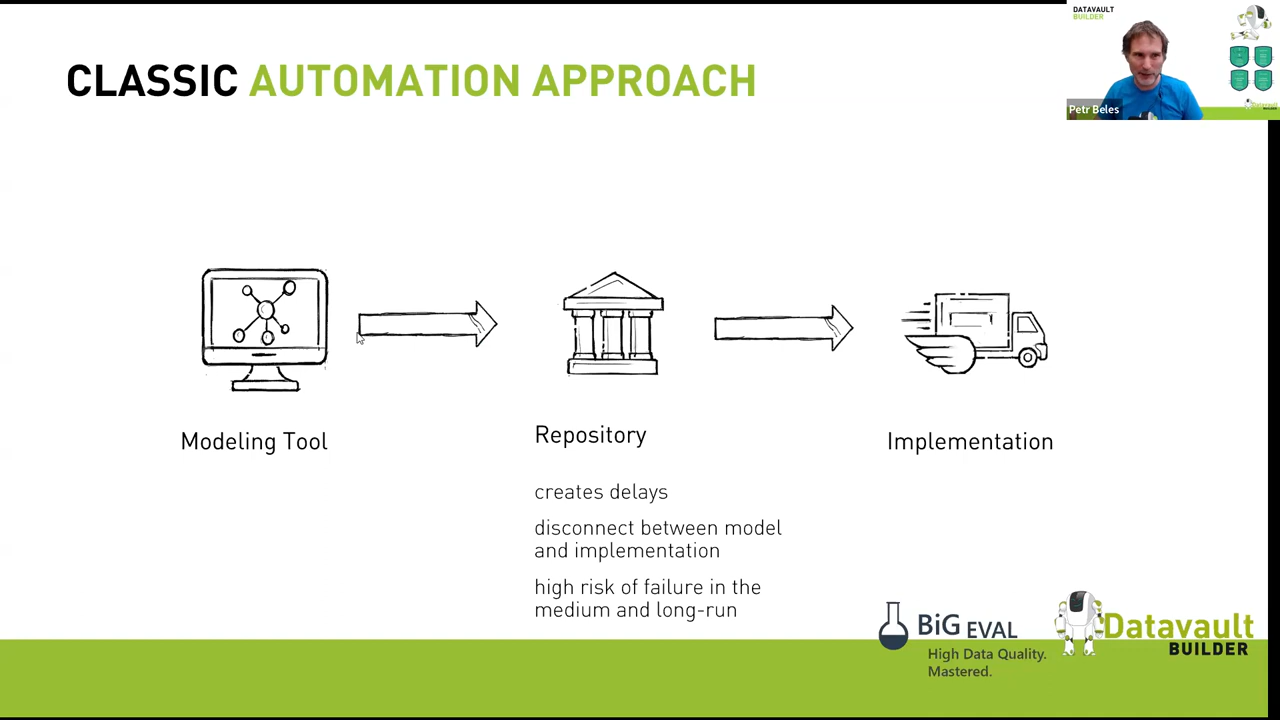 DATAVAULT
BUILDER
Petr Beles
CLASSIC AUTOMATION APPROACH
Modeling Tool
Repository
Implementation
creates delays
disconnect between model
and implementation
high risk of failure in the
medium and long-run
BiG EVAL
High Data Quality.
Mastered.
Datavault
BUILDER